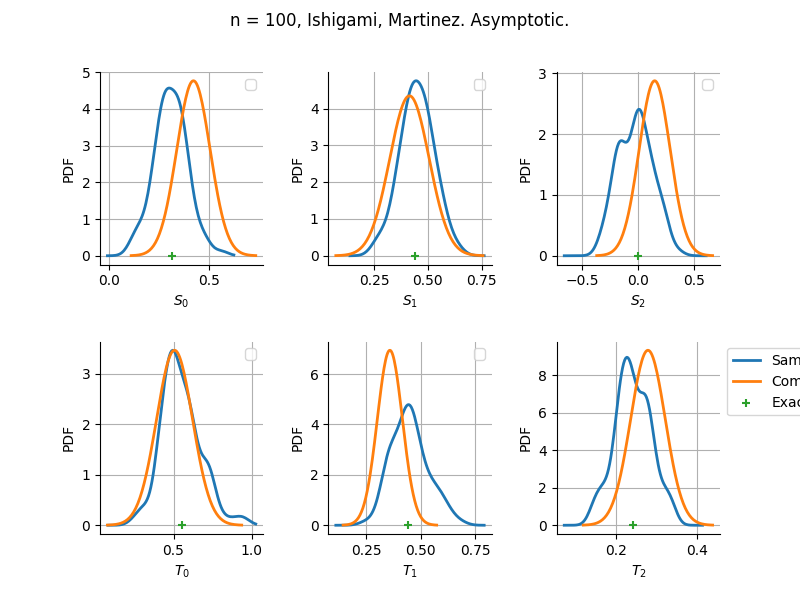 n = 100, Ishigami, Martinez. Asymptotic.
5
4
3
2
1
0
PDF
0.0 0.5
S0
4
3
2
1
0
PDF
0.25 0.50 0.75
S1
3
2
1
0
PDF
−0.5 0.0 0.5
S2
3
2
1
0
PDF
0.5 1.0
T0
6
4
2
0
PDF
0.25 0.50 0.75
T1
8
6
4
2
0
PDF
0.2 0.4
T2
Sam
Com
Exac